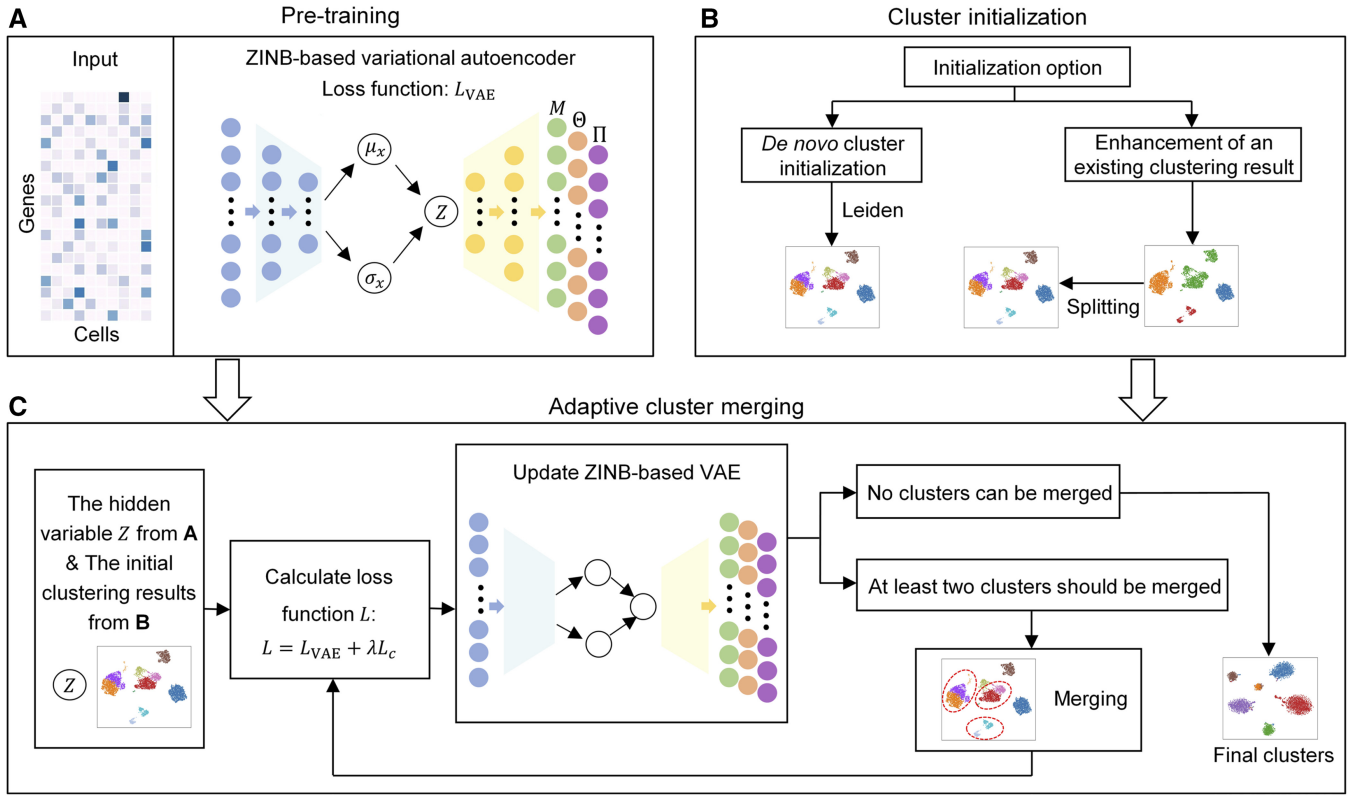 A
Pre-training
Input
Genes
Cells
ZINB-based variational autoencoder
Loss function: L_VAE
M
Θ
Π
μ_x
Z
σ_x
B
Cluster initialization
Initialization option
De novo cluster
initialization
Enhancement of an
existing clustering result
Leiden
Splitting
C
Adaptive cluster merging
The hidden
variable Z from A
& The initial
clustering results
from B
Z
Calculate loss
function L:
L = L_VAE + λL_c
Update ZINB-based VAE
No clusters can be merged
At least two clusters should be merged
Merging
Final clusters